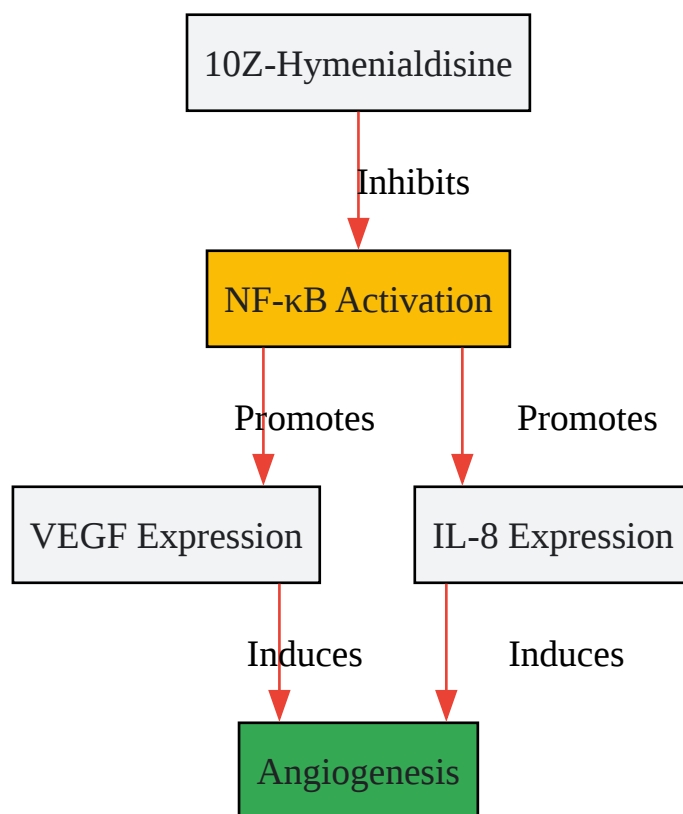 10Z-Hymenialdisine
Inhibits
NF-κB Activation
Promotes
Promotes
VEGF Expression
IL-8 Expression
Induces
Induces
Angiogenesis